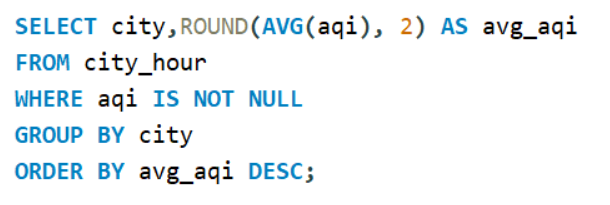 SELECT city,ROUND(AVG(aqi), 2) AS avg_aqi
FROM city_hour
WHERE aqi IS NOT NULL
GROUP BY city
ORDER BY avg_aqi DESC;